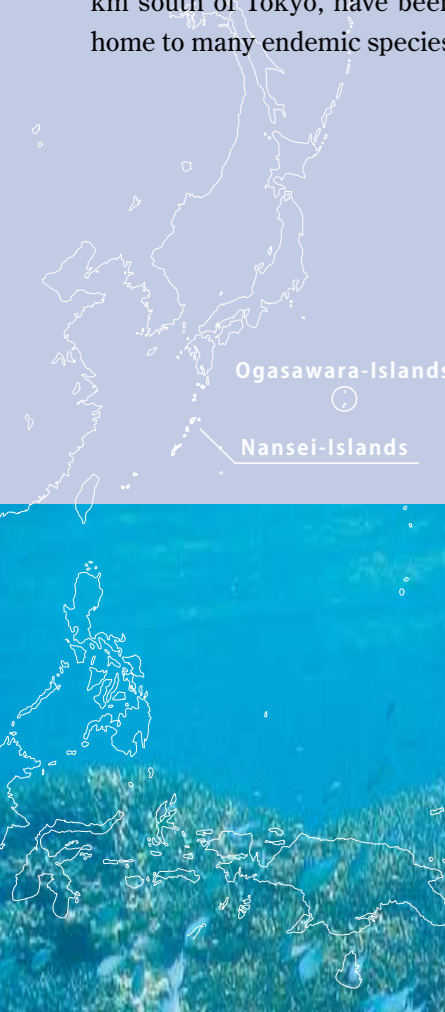 km south of Tokyo, have been
home to many endemic species
Ogasawara-Islands
Nansei-Islands